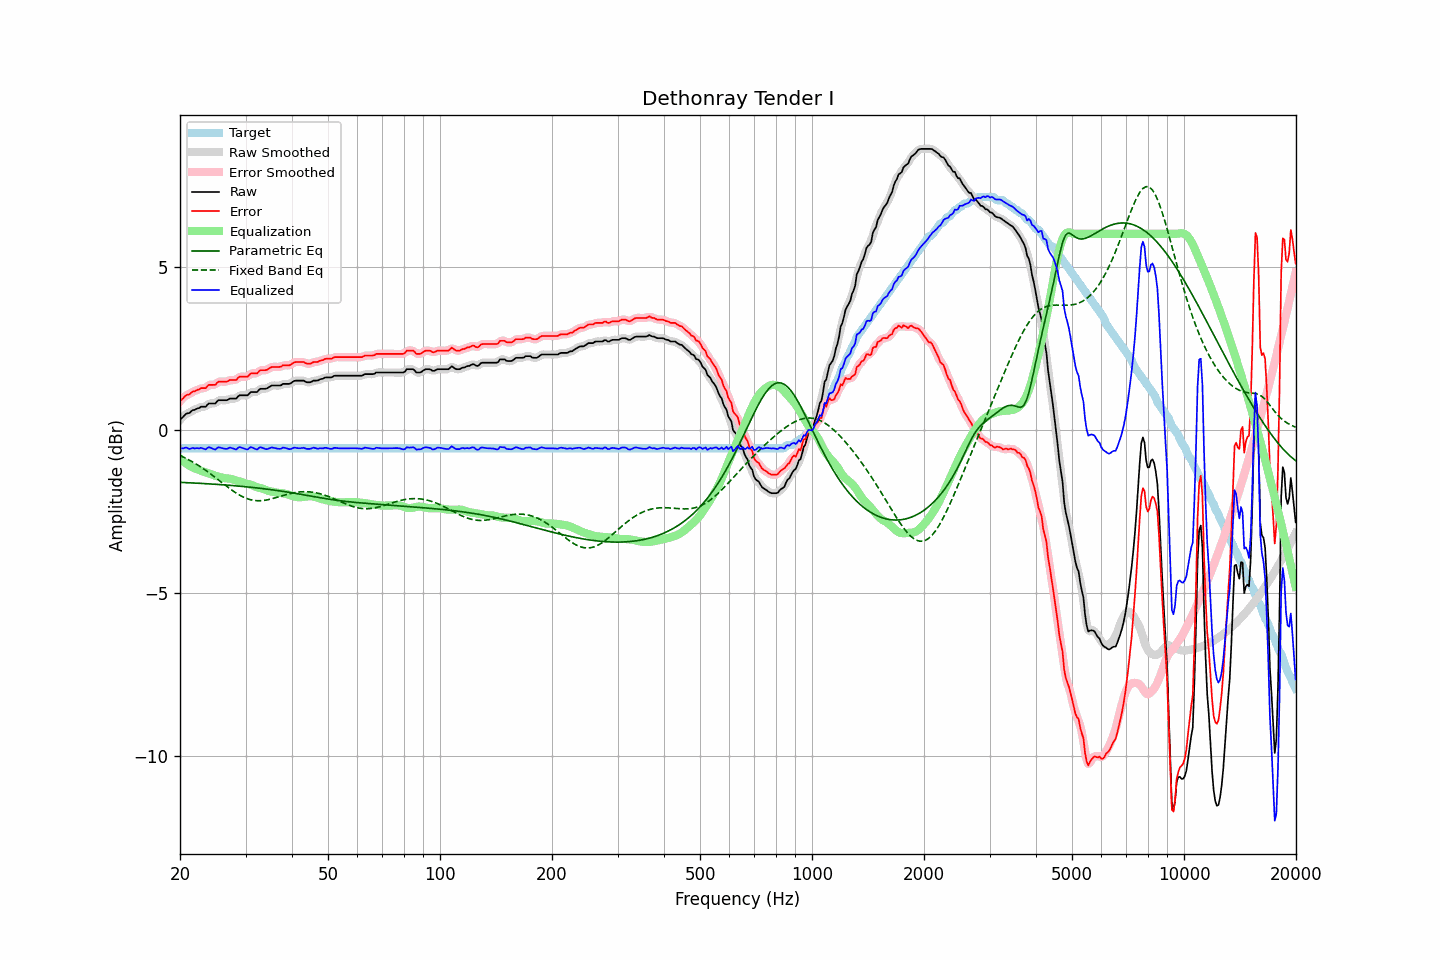 Dethonray Tender I
Target
Raw Smoothed
Error Smoothed
Raw
Error
Equalization
Parametric Eq
Fixed Band Eq
Equalized
Amplitude (dBr)
5
0
−5
−10
20 50 100 200 500 1000 2000 5000 10000 20000
Frequency (Hz)